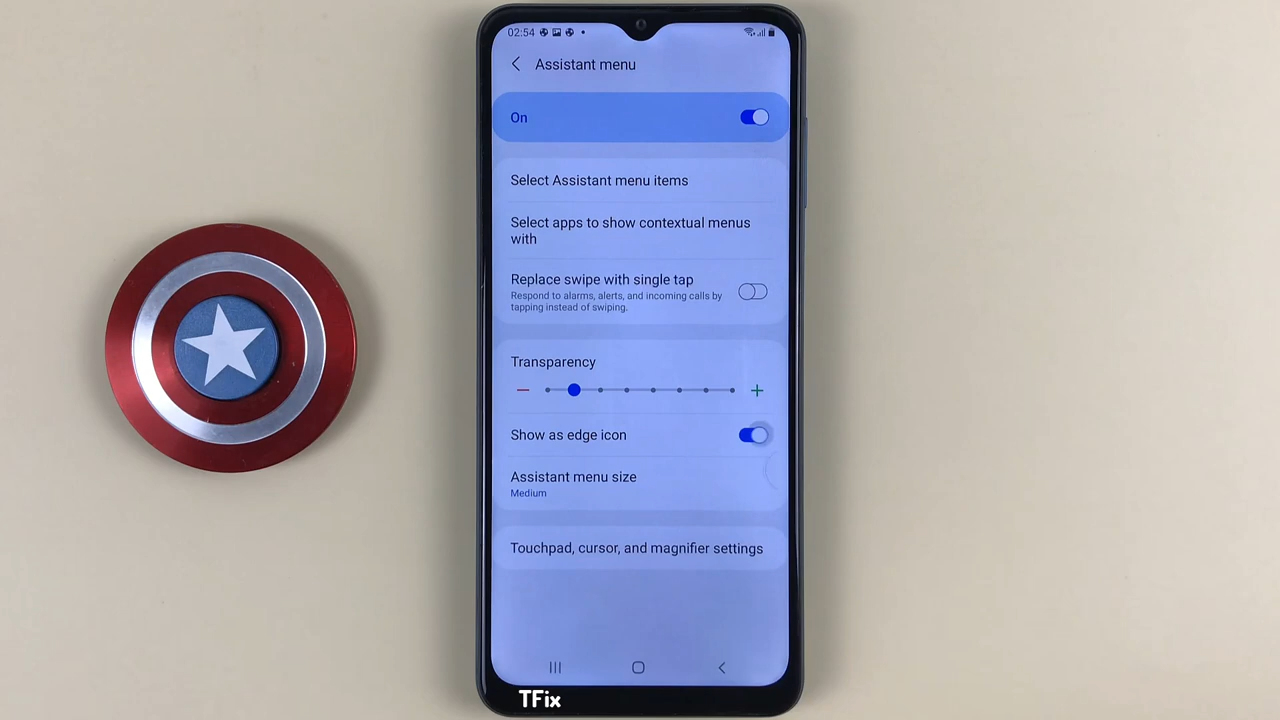 02:54
Assistant menu
On
Select Assistant menu items
Select apps to show contextual menus
with
Replace swipe with single tap
Respond to alarms, alerts, and incoming calls by
tapping instead of swiping.
Transparency
Show as edge icon
Assistant menu size
Medium
Touchpad, cursor, and magnifier settings
TFix